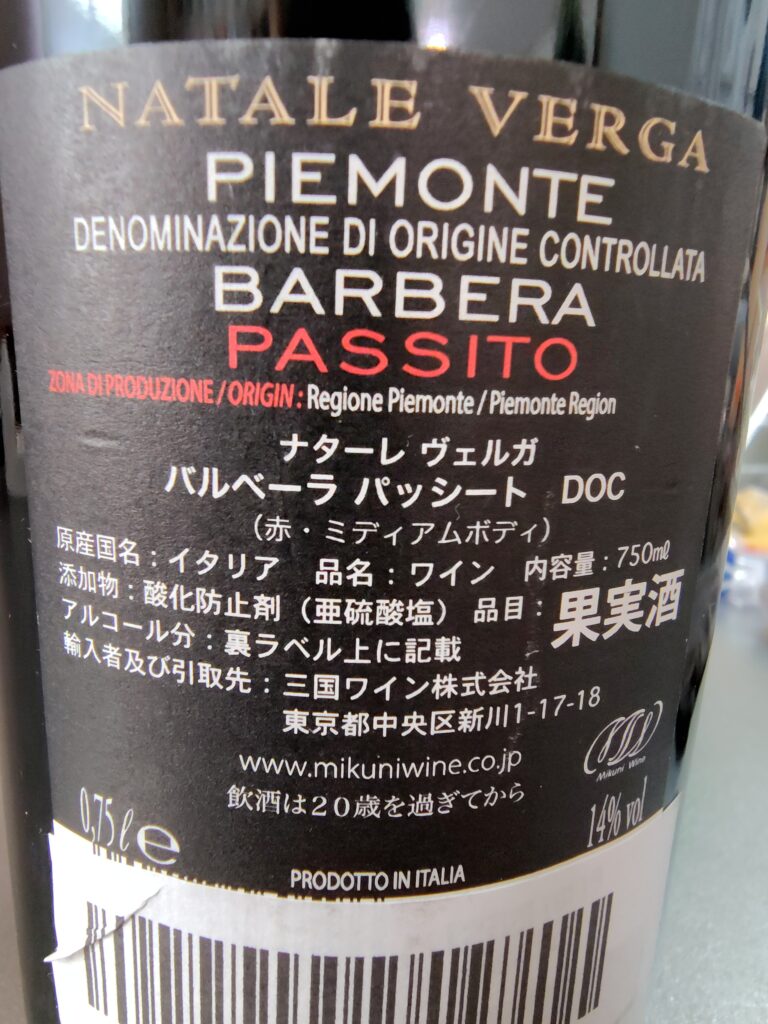 NATALE VERGA
PIEMONTE
DENOMINAZIONE DI ORIGINE CONTROLLATA
BARBERA
PASSITO
ZONA DI PRODUZIONE / ORIGIN : Regione Piemonte / Piemonte Region
ナターレ ヴェルガ
バルベーラ パッシート DOC
（赤・ミディアムボディ）
原産国名：イタリア 品名：ワイン 内容量：750mℓ
添加物：酸化防止剤（亜硫酸塩） 品目：果実酒
アルコール分：裏ラベル上に記載
輸入者及び引取先：三国ワイン株式会社
東京都中央区新川1-17-18
www.mikuniwine.co.jp
Mikuni Wine
飲酒は２０歳を過ぎてから
0,75 ℓ e 14% vol
PRODOTTO IN ITALIA